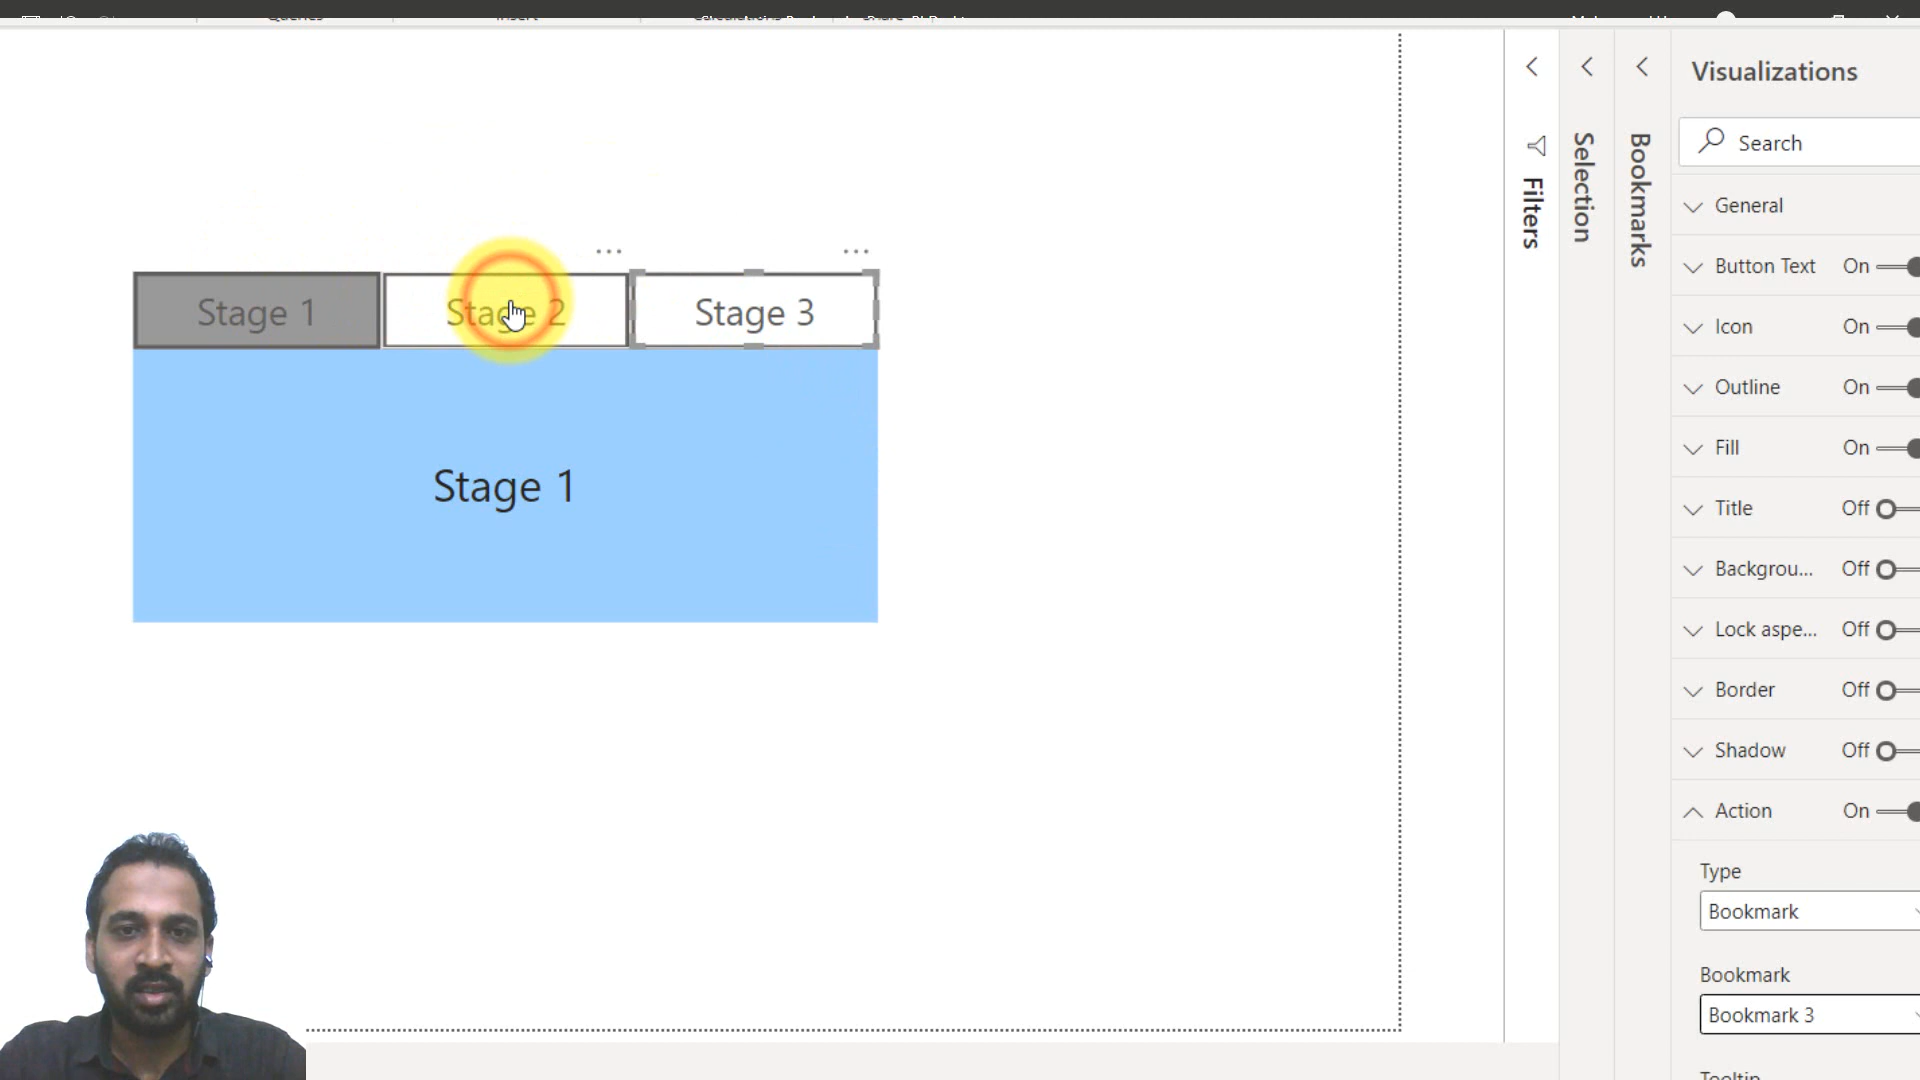 Visualizations
Search
Filters
Selection
Bookmarks
General
Button Text On
Icon On
Outline On
Fill On
Title Off
Backgrou... Off
Lock aspe... Off
Border Off
Shadow Off
Action On
Type
Bookmark
Bookmark
Bookmark 3
Stage 1
Stage 2
Stage 3
Stage 1